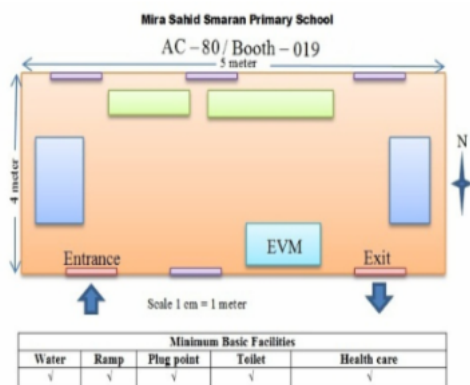 Mira Sahid Smaran Primary School
AC - 80/ Booth - 019
5 meter
4 meter
N
Entrance
EVM
Exit
Scale 1 cm = 1 meter
Minimum Basic Facilities
Water Ramp Plug point Toilet Health care
√ √ √ √ √